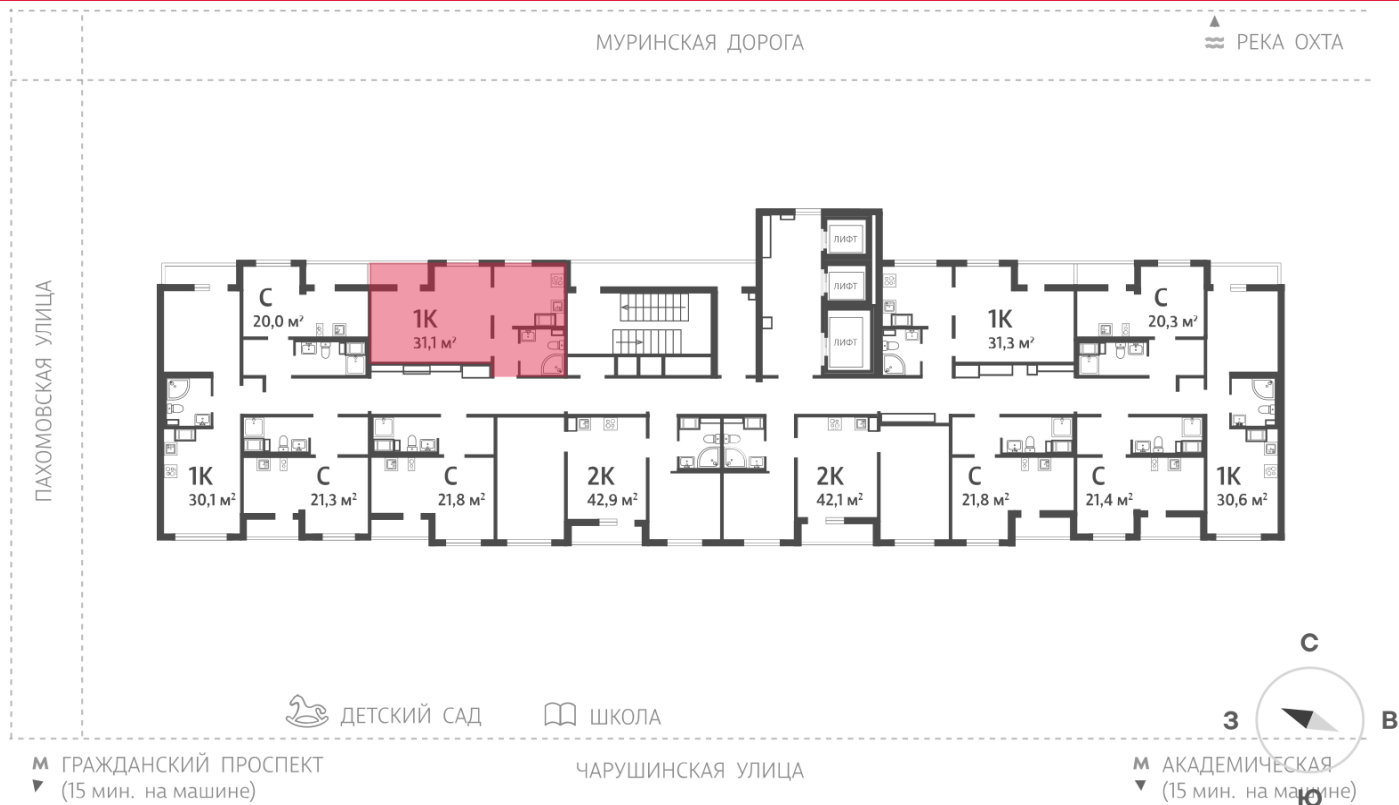 МУРИНСКАЯ ДОРОГА
РЕКА ОХТА
ПАХОМОВСКАЯ УЛИЦА
ЛИФТ
ЛИФТ
ЛИФТ
С
20,0 м²
1К
31,1 м²
1К
31,3 м²
С
20,3 м²
1К
30,1 м²
С
21,3 м²
С
21,8 м²
2К
42,9 м²
2К
42,1 м²
С
21,8 м²
С
21,4 м²
1К
30,6 м²
С
З
В
Ю
ДЕТСКИЙ САД
ШКОЛА
М ГРАЖДАНСКИЙ ПРОСПЕКТ
(15 мин. на машине)
ЧАРУШИНСКАЯ УЛИЦА
М АКАДЕМИЧЕСКАЯ
(15 мин. на машине)